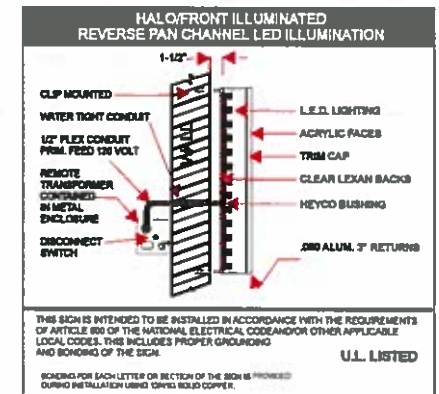 HALO/FRONT ILLUMINATED
REVERSE PAN CHANNEL LED ILLUMINATION
1-1/2"
CLIP MOUNTED
WATER TIGHT CONDUIT
1/2" FLEX CONDUIT
PRIM. FEED 120 VOLT
REMOTE
TRANSFORMER
CONTAINED
IN METAL
ENCLOSURE
DISCONNECT
SWITCH
L.E.D. LIGHTING
ACRYLIC FACES
TRIM CAP
CLEAR LEXAN BACKS
HEYCO BUSHING
.080 ALUM. 3" RETURNS
THIS SIGN IS INTENDED TO BE INSTALLED IN ACCORDANCE WITH THE REQUIREMENTS
OF ARTICLE 600 OF THE NATIONAL ELECTRICAL CODEAND/OR OTHER APPLICABLE
LOCAL CODES. THIS INCLUDES PROPER GROUNDING
AND BONDING OF THE SIGN.
U.L. LISTED
BONDING FOR EACH LETTER OR SECTION OF THE SIGN IS PROVIDED
DURING INSTALLATION USING SOLID COPPER.